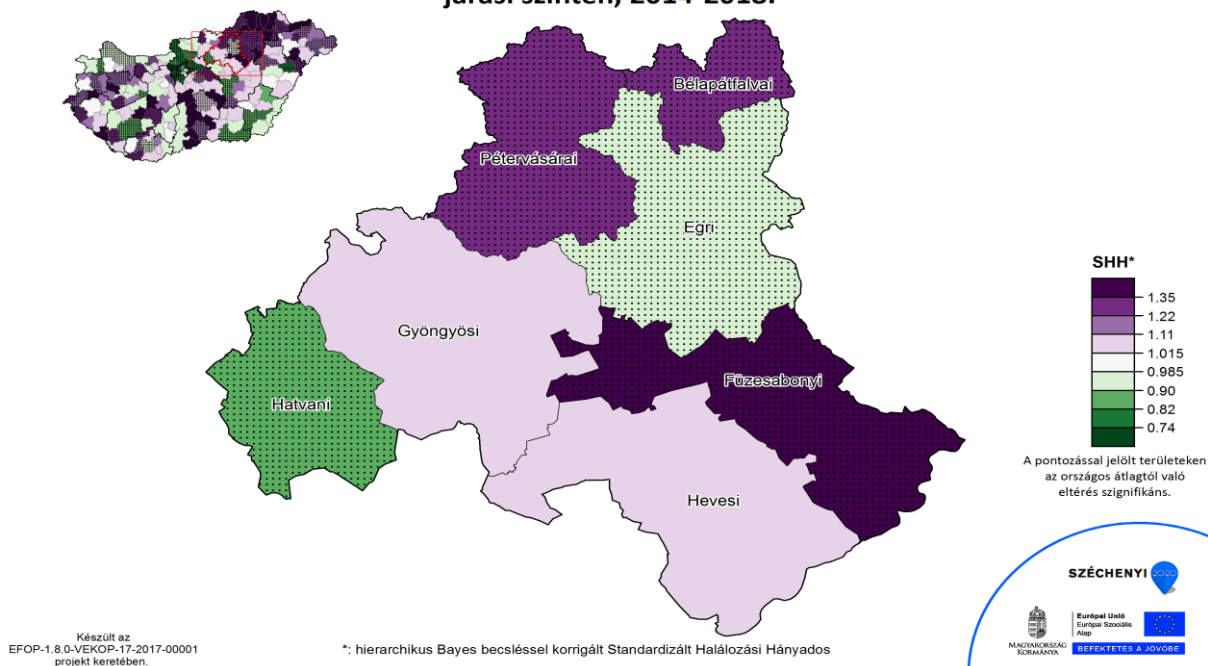 járási szinten, 2014-2018.
Bélapátfalvai
Pétervásárai
Egri
Gyöngyösi
Füzesabonyi
Hatvani
Hevesi
SHH*
1.35
1.22
1.11
1.015
0.985
0.90
0.82
0.74
A pontozással jelölt területeken
az országos átlagtól való
eltérés szignifikáns.
SZÉCHENYI 2020
Magyarország
Kormánya
Európai Unió
Európai Szociális
Alap
BEFEKTETÉS A JÖVŐBE
Készült az
EFOP-1.8.0-VEKOP-17-2017-00001
projekt keretében.
*: hierarchikus Bayes becsléssel korrigált Standardizált Halálozási Hányados